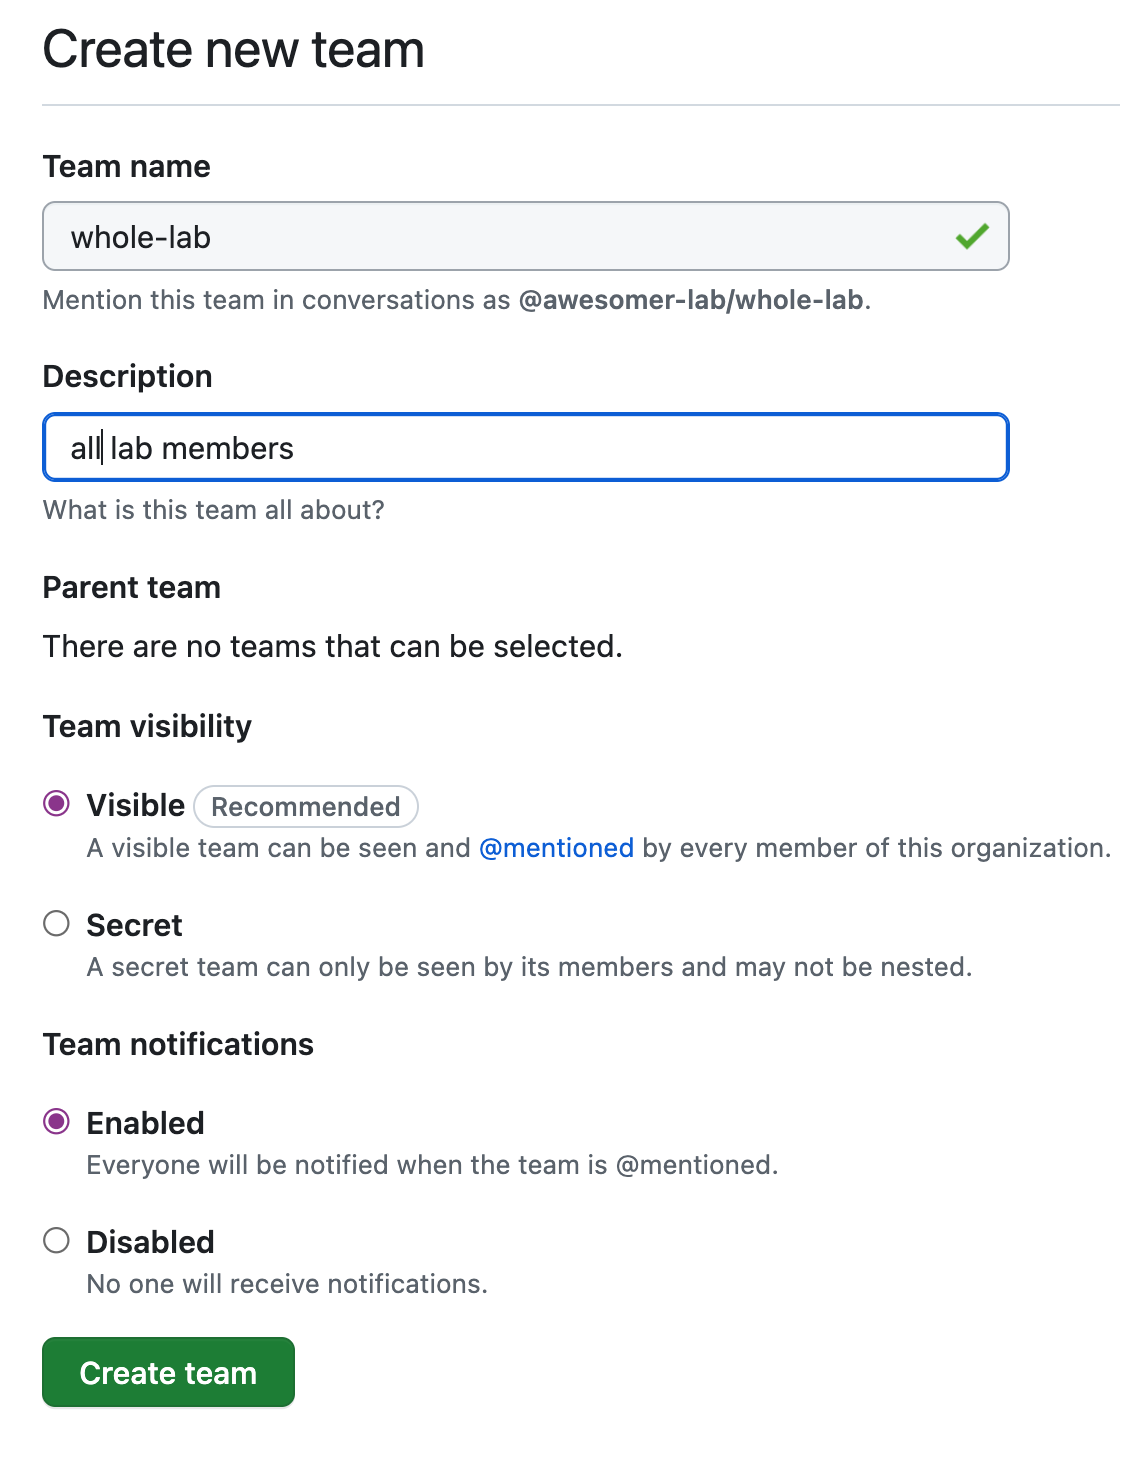 Create new team
Team name
whole-lab
Mention this team in conversations as @awesomer-lab/whole-lab.
Description
all lab members
What is this team all about?
Parent team
There are no teams that can be selected.
Team visibility
Visible Recommended
A visible team can be seen and @mentioned by every member of this organization.
Secret
A secret team can only be seen by its members and may not be nested.
Team notifications
Enabled
Everyone will be notified when the team is @mentioned.
Disabled
No one will receive notifications.
Create team